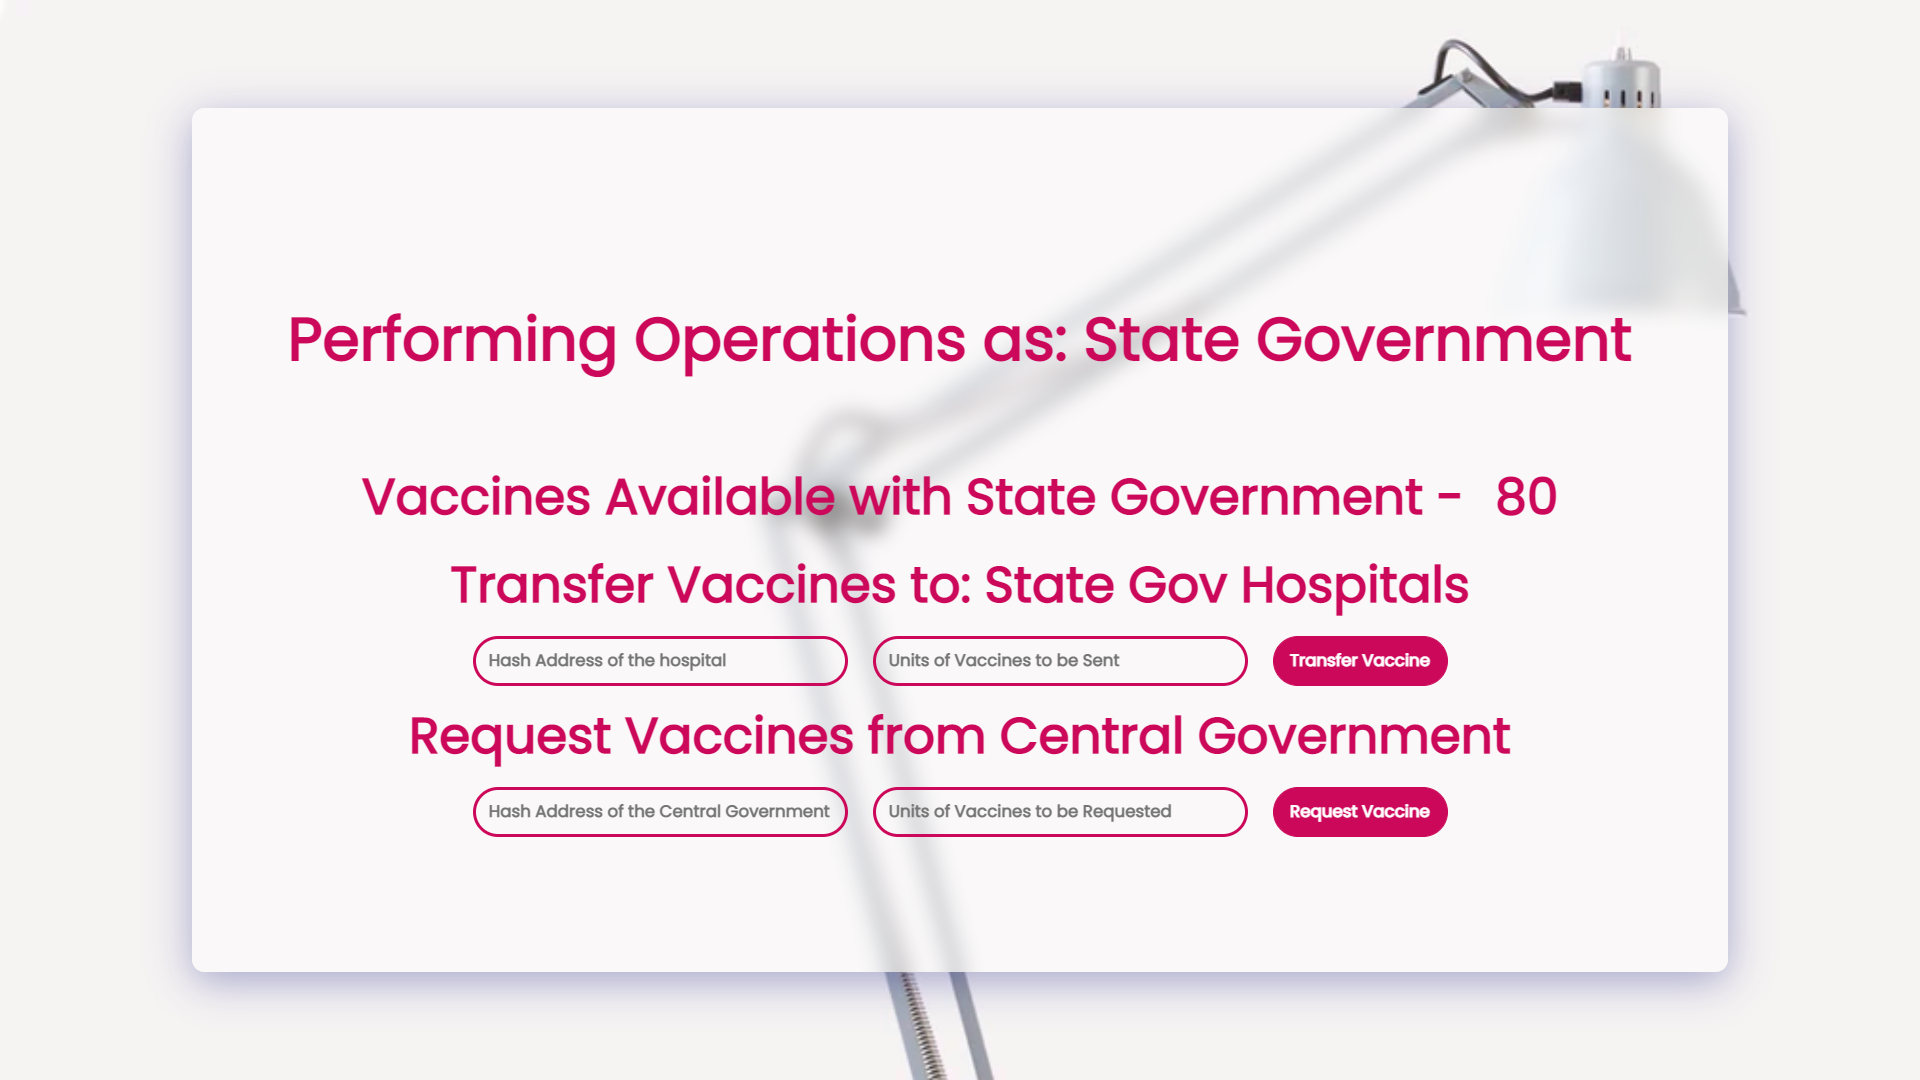 Performing Operations as: State Government
Vaccines Available with State Government - 80
Transfer Vaccines to: State Gov Hospitals
Hash Address of the hospital Units of Vaccines to be Sent Transfer Vaccine
Request Vaccines from Central Government
Hash Address of the Central Government Units of Vaccines to be Requested Request Vaccine